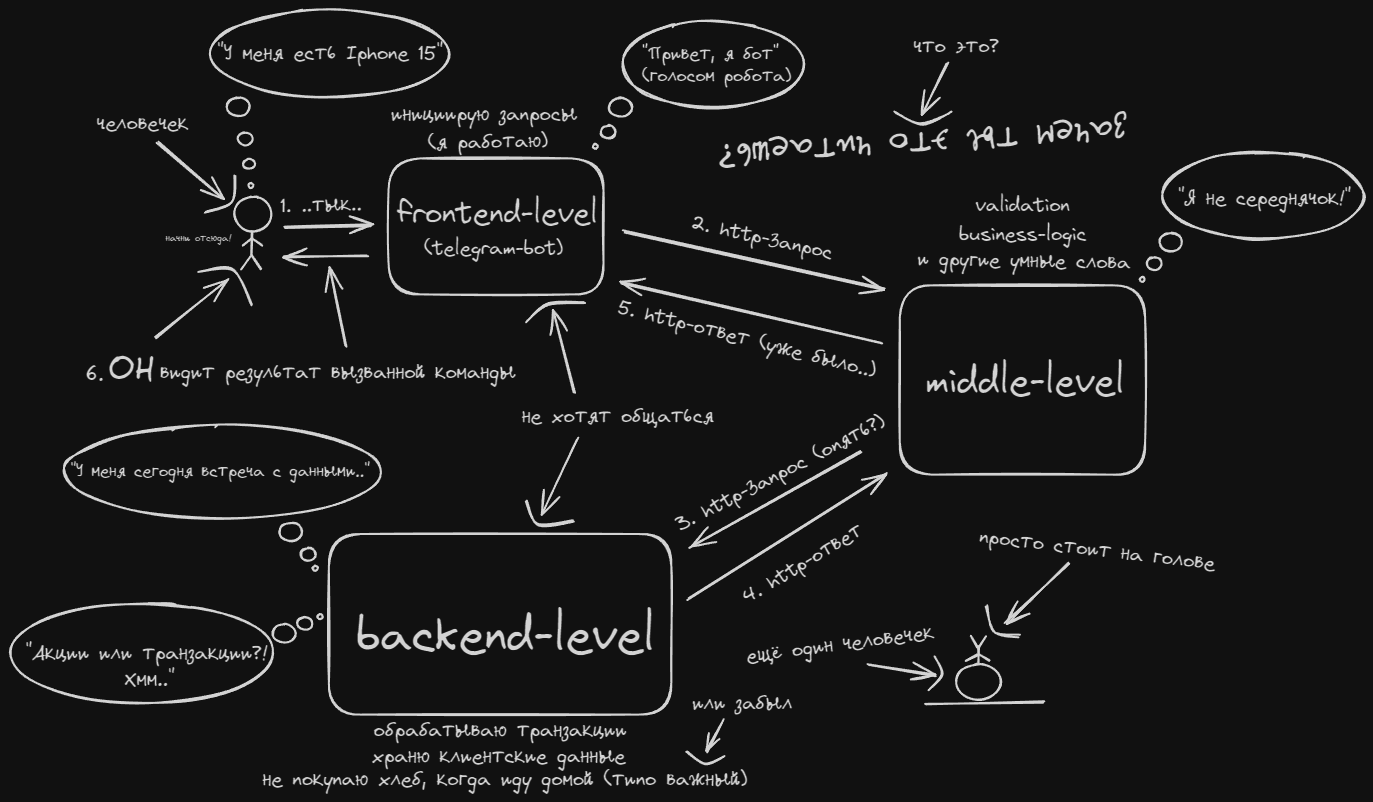 "У меня есть Iphone 15"
"Привет, я бот"
(голосом робота)
что это?
человечек
инициирую запросы
(я работаю)
зачем ты это читаешь?
"Я не середнячок!"
1. ..тык..
frontend-level
(telegram-bot)
начни отсюда!
2. http-запрос
validation
business-logic
и другие умные слова
5. http-ответ (уже было..)
6. ОН видит результат вызванной команды
middle-level
не хотят общаться
"У меня сегодня встреча с данными.."
3. http-запрос (опять?)
4. http-ответ
просто стоит на голове
"Акции или транзакции?!
Хмм.."
backend-level
ещё один человечек
или забыл
обрабатываю транзакции
храню клиентские данные
не покупаю хлеб, когда иду домой (типо важный)